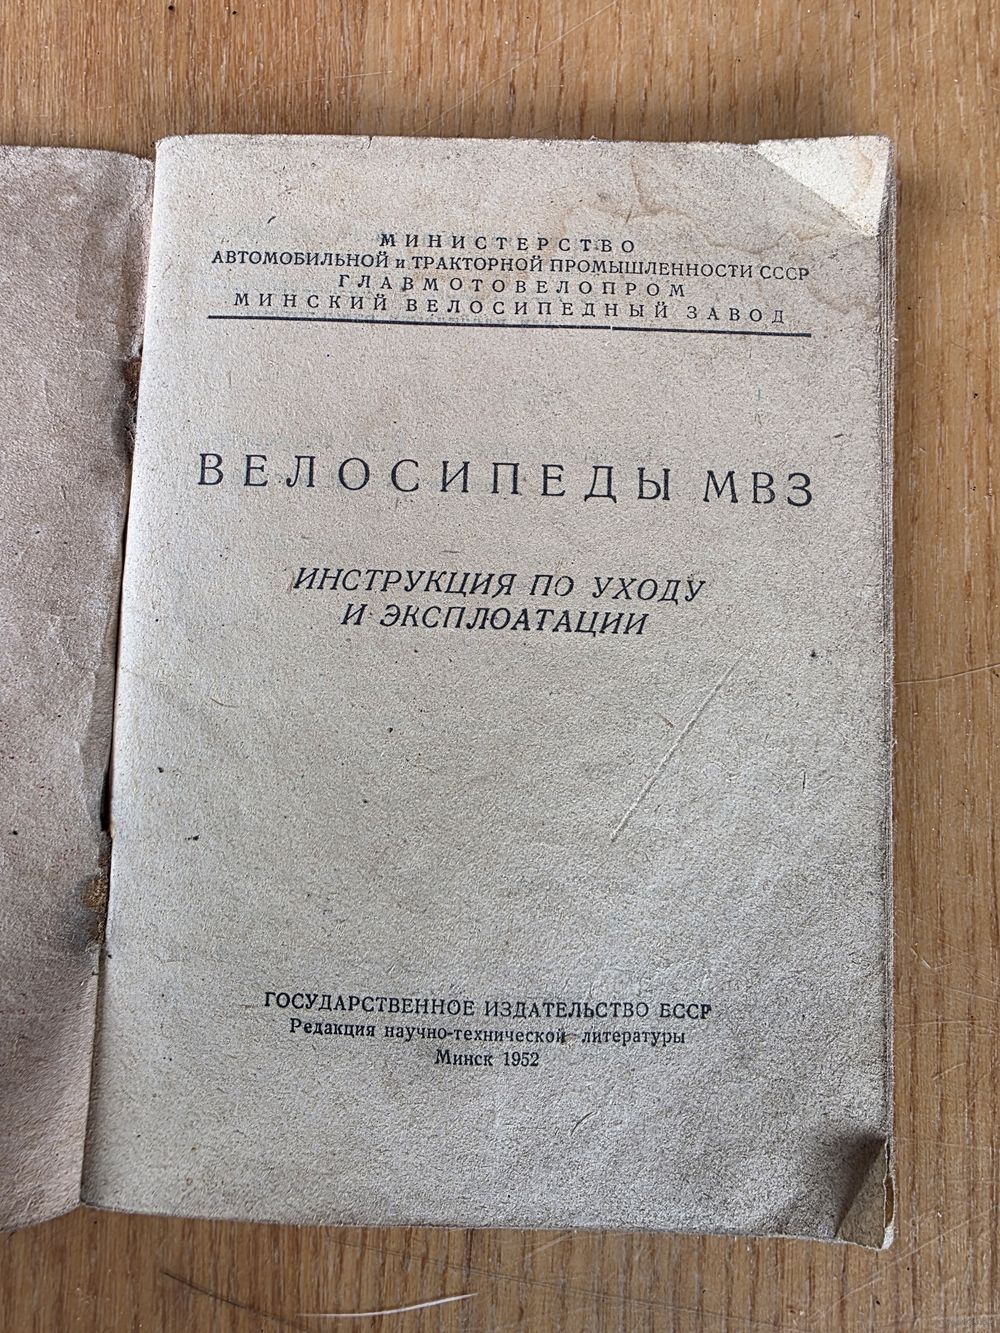 МИНИСТЕРСТВО
АВТОМОБИЛЬНОЙ и ТРАКТОРНОЙ ПРОМЫШЛЕННОСТИ СССР
ГЛАВМОТОВЕЛОПРОМ
МИНСКИЙ ВЕЛОСИПЕДНЫЙ ЗАВОД
ВЕЛОСИПЕДЫ МВЗ
ИНСТРУКЦИЯ ПО УХОДУ
И ЭКСПЛОАТАЦИИ
ГОСУДАРСТВЕННОЕ ИЗДАТЕЛЬСТВО БССР
Редакция научно-технической литературы
Минск 1952